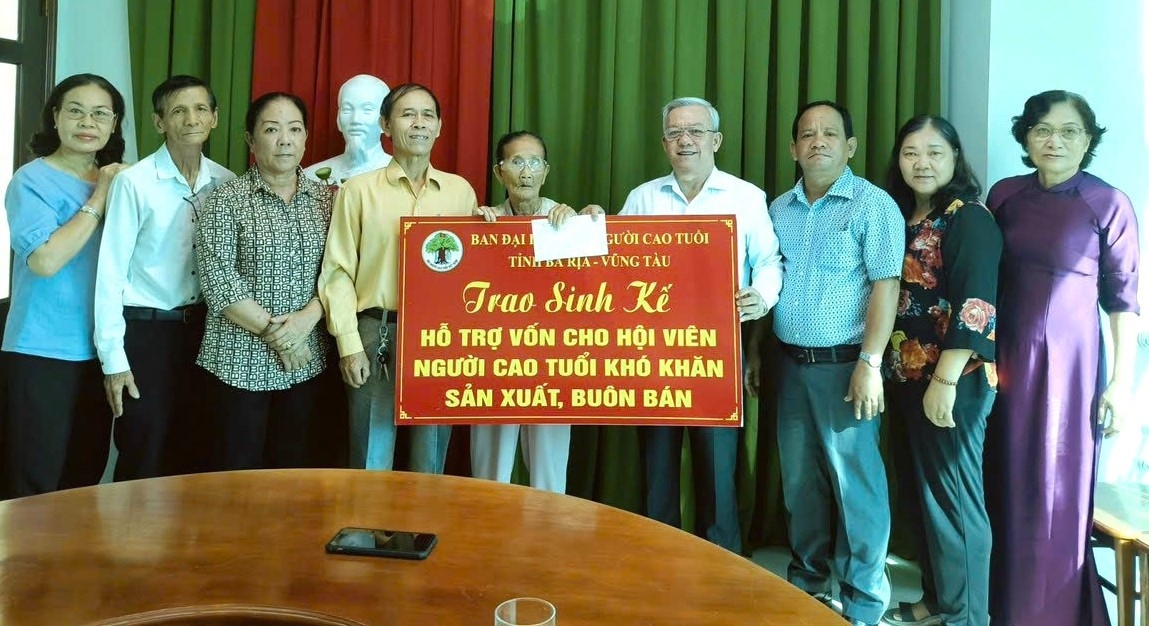 BAN ĐẠI NGƯỜI CAO TUỔI
TỈNH BÀ RỊA - VŨNG TÀU
Trao Sinh Kế
HỖ TRỢ VỐN CHO HỘI VIÊN
NGƯỜI CAO TUỔI KHÓ KHĂN
SẢN XUẤT, BUÔN BÁN